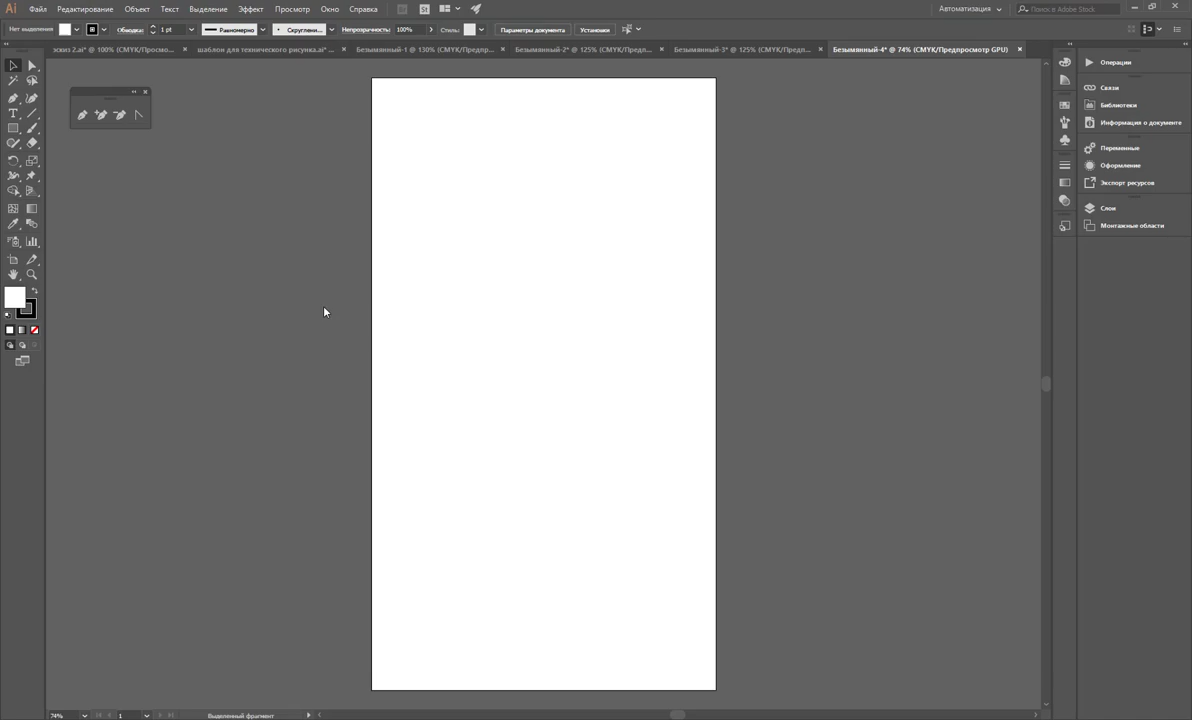 Ai Файл Редактирование Объект Текст Выделение Эффект Просмотр Окно Справка Br St Автоматизация Поиск в Adobe Stock
Нет выделения Обводка: 1 pt Равномерно Скруглени... Непрозрачность: 100% Стиль: Параметры документа Установки
эскиз 2.ai* @ 100% (CMYK/Просмо... шаблон для технического рисунка.ai* ... Безымянный-1 @ 130% (CMYK/Предпр... Безымянный-2* @ 125% (CMYK/Предп... Безымянный-3* @ 125% (CMYK/Предп... Безымянный-4* @ 74% (CMYK/Предпросмотр GPU)
Операции
Связи
Библиотеки
Информация о документе
Переменные
Оформление
Экспорт ресурсов
Слои
Монтажные области
74% 1 Выделенный фрагмент